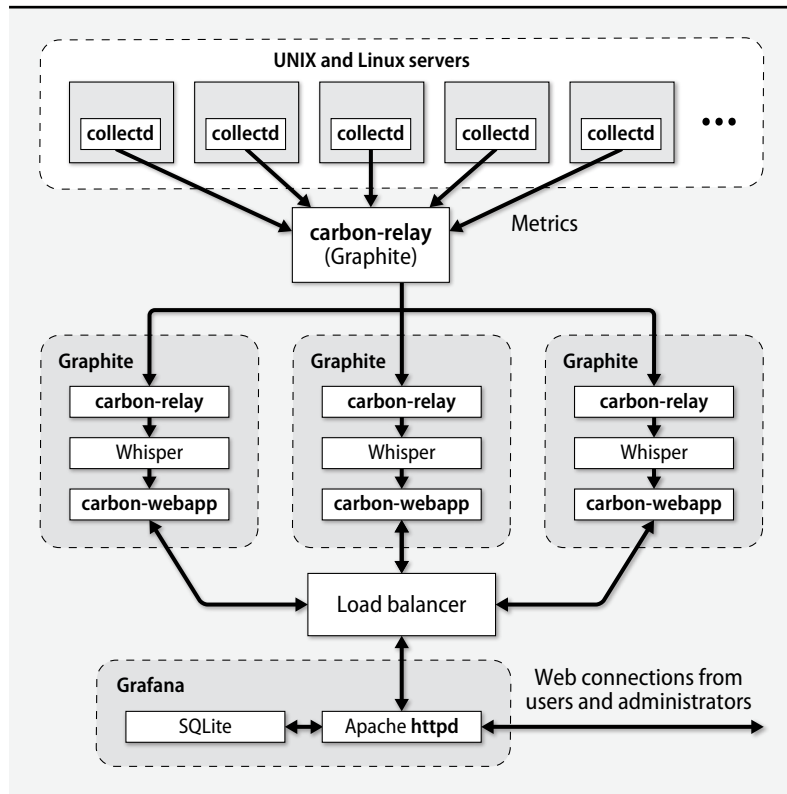 UNIX and Linux servers
collectd collectd collectd collectd collectd •••
carbon-relay
(Graphite)
Metrics
Graphite
carbon-relay
Whisper
carbon-webapp
Graphite
carbon-relay
Whisper
carbon-webapp
Graphite
carbon-relay
Whisper
carbon-webapp
Load balancer
Grafana
SQLite
Apache httpd
Web connections from
users and administrators